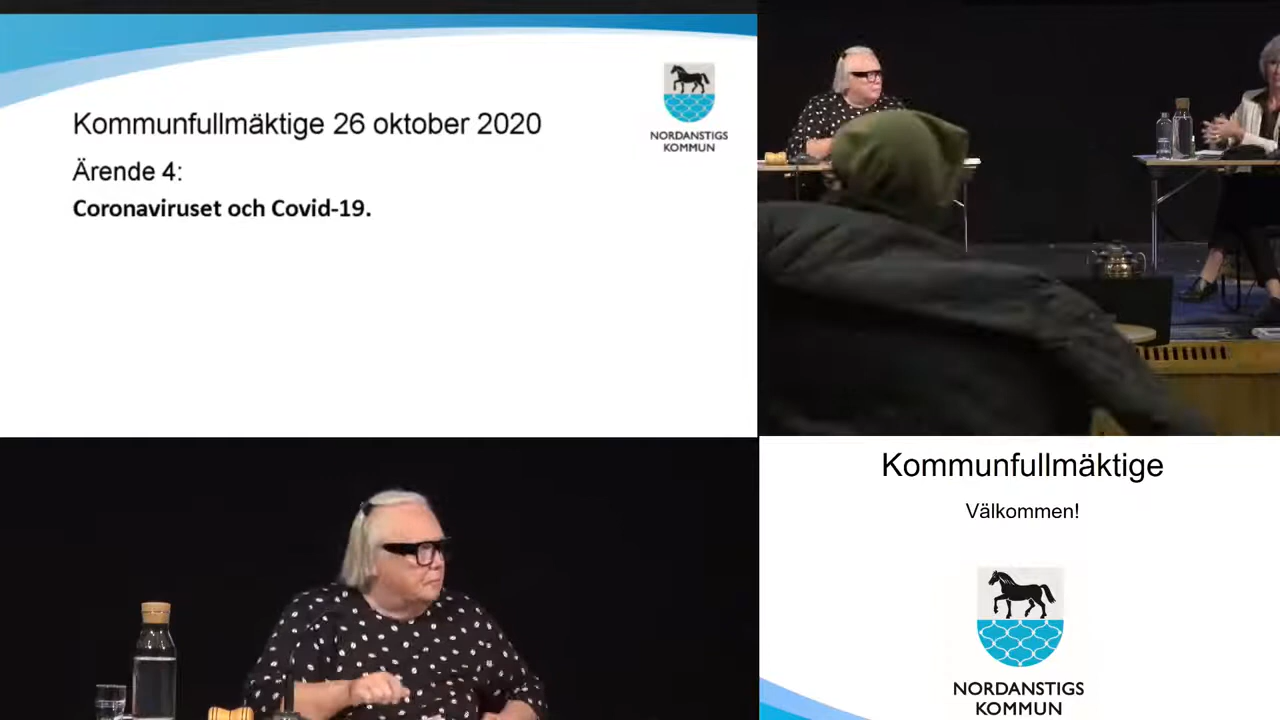 Kommunfullmäktige 26 oktober 2020
Ärende 4:
Coronaviruset och Covid-19.
NORDANSTIGS
KOMMUN
Kommunfullmäktige
Välkommen!
NORDANSTIGS
KOMMUN